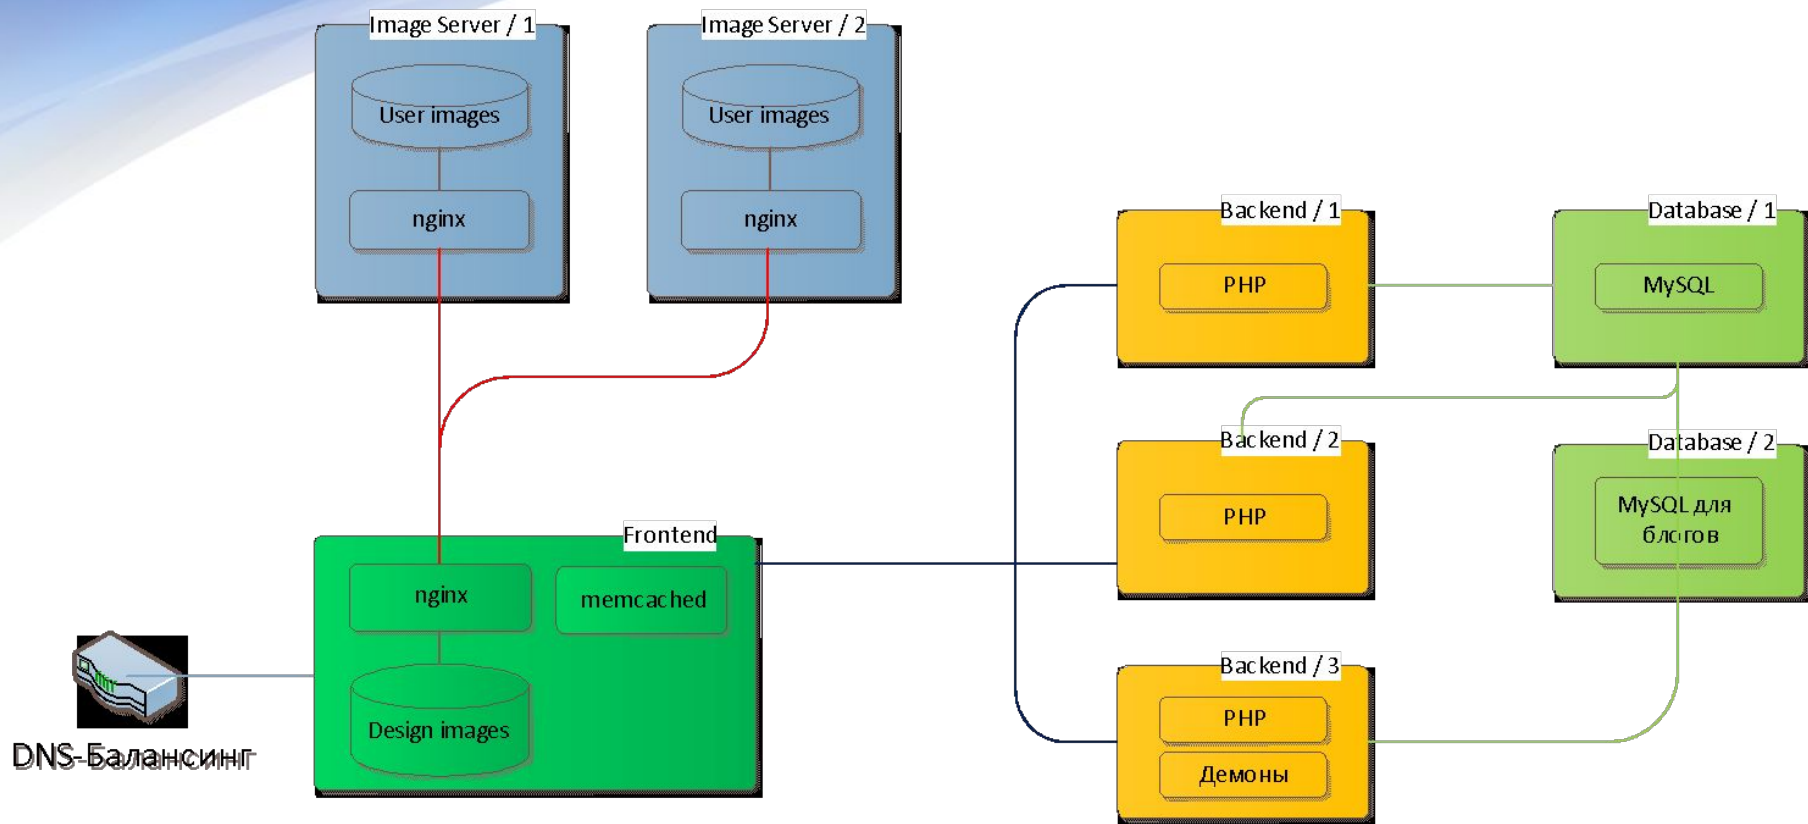 Image Server / 1
Image Server / 2
User images
User images
nginx
nginx
Backend / 1
Database / 1
PHP
MySQL
Backend / 2
Database / 2
PHP
MySQL для
блогов
Frontend
nginx
memcached
Design images
DNS-Балансинг
Backend / 3
PHP
Демоны